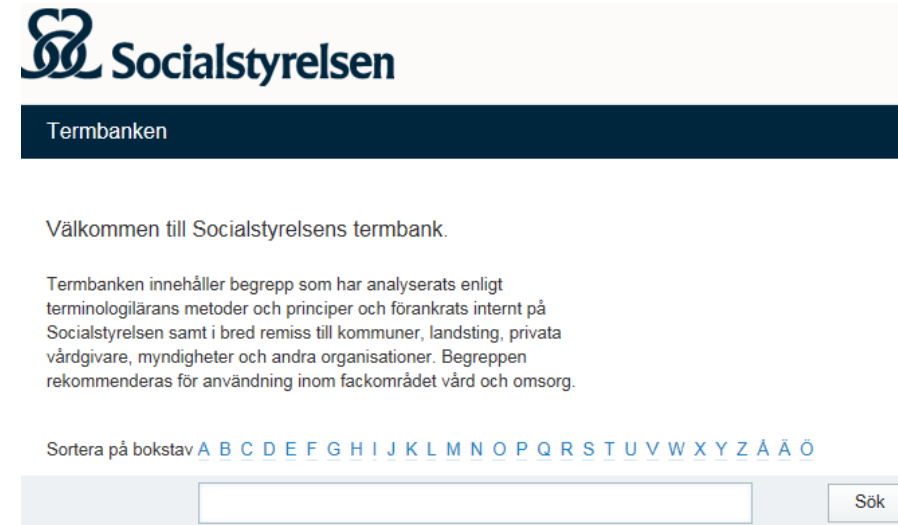 Socialstyrelsen
Termbanken
Välkommen till Socialstyrelsens termbank.
Termbanken innehåller begrepp som har analyserats enligt
terminologilärans metoder och principer och förankrats internt på
Socialstyrelsen samt i bred remiss till kommuner, landsting, privata
vårdgivare, myndigheter och andra organisationer. Begreppen
rekommenderas för användning inom fackområdet vård och omsorg.
Sortera på bokstav A B C D E F G H I J K L M N O P Q R S T U V W X Y Z Å Ä Ö
Sök